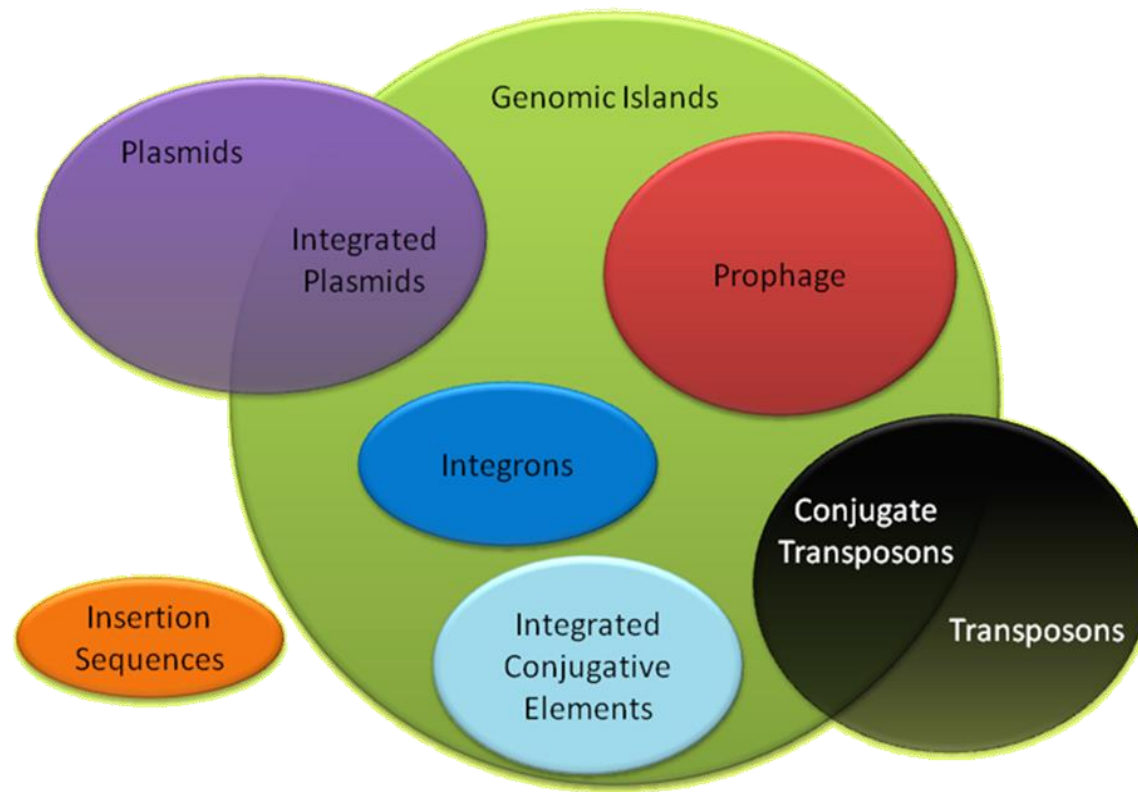 Genomic Islands
Plasmids
Integrated
Plasmids
Prophage
Integrons
Conjugate
Transposons
Transposons
Insertion
Sequences
Integrated
Conjugative
Elements